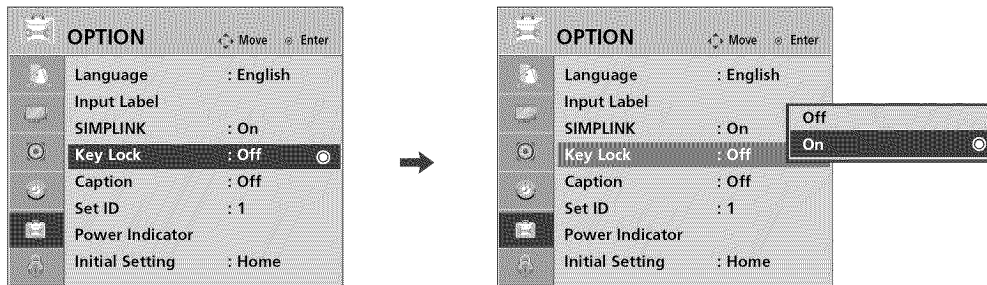 OPTION Move Enter
Language : English
Input Label
SIMPLINK : On
Key Lock : Off
Caption : Off
Set ID : 1
Power Indicator
Initial Setting : Home
OPTION Move Enter
Language : English
Input Label
SIMPLINK : On
Key Lock : Off
Caption : Off
Set ID : 1
Power Indicator
Initial Setting : Home
Off
On